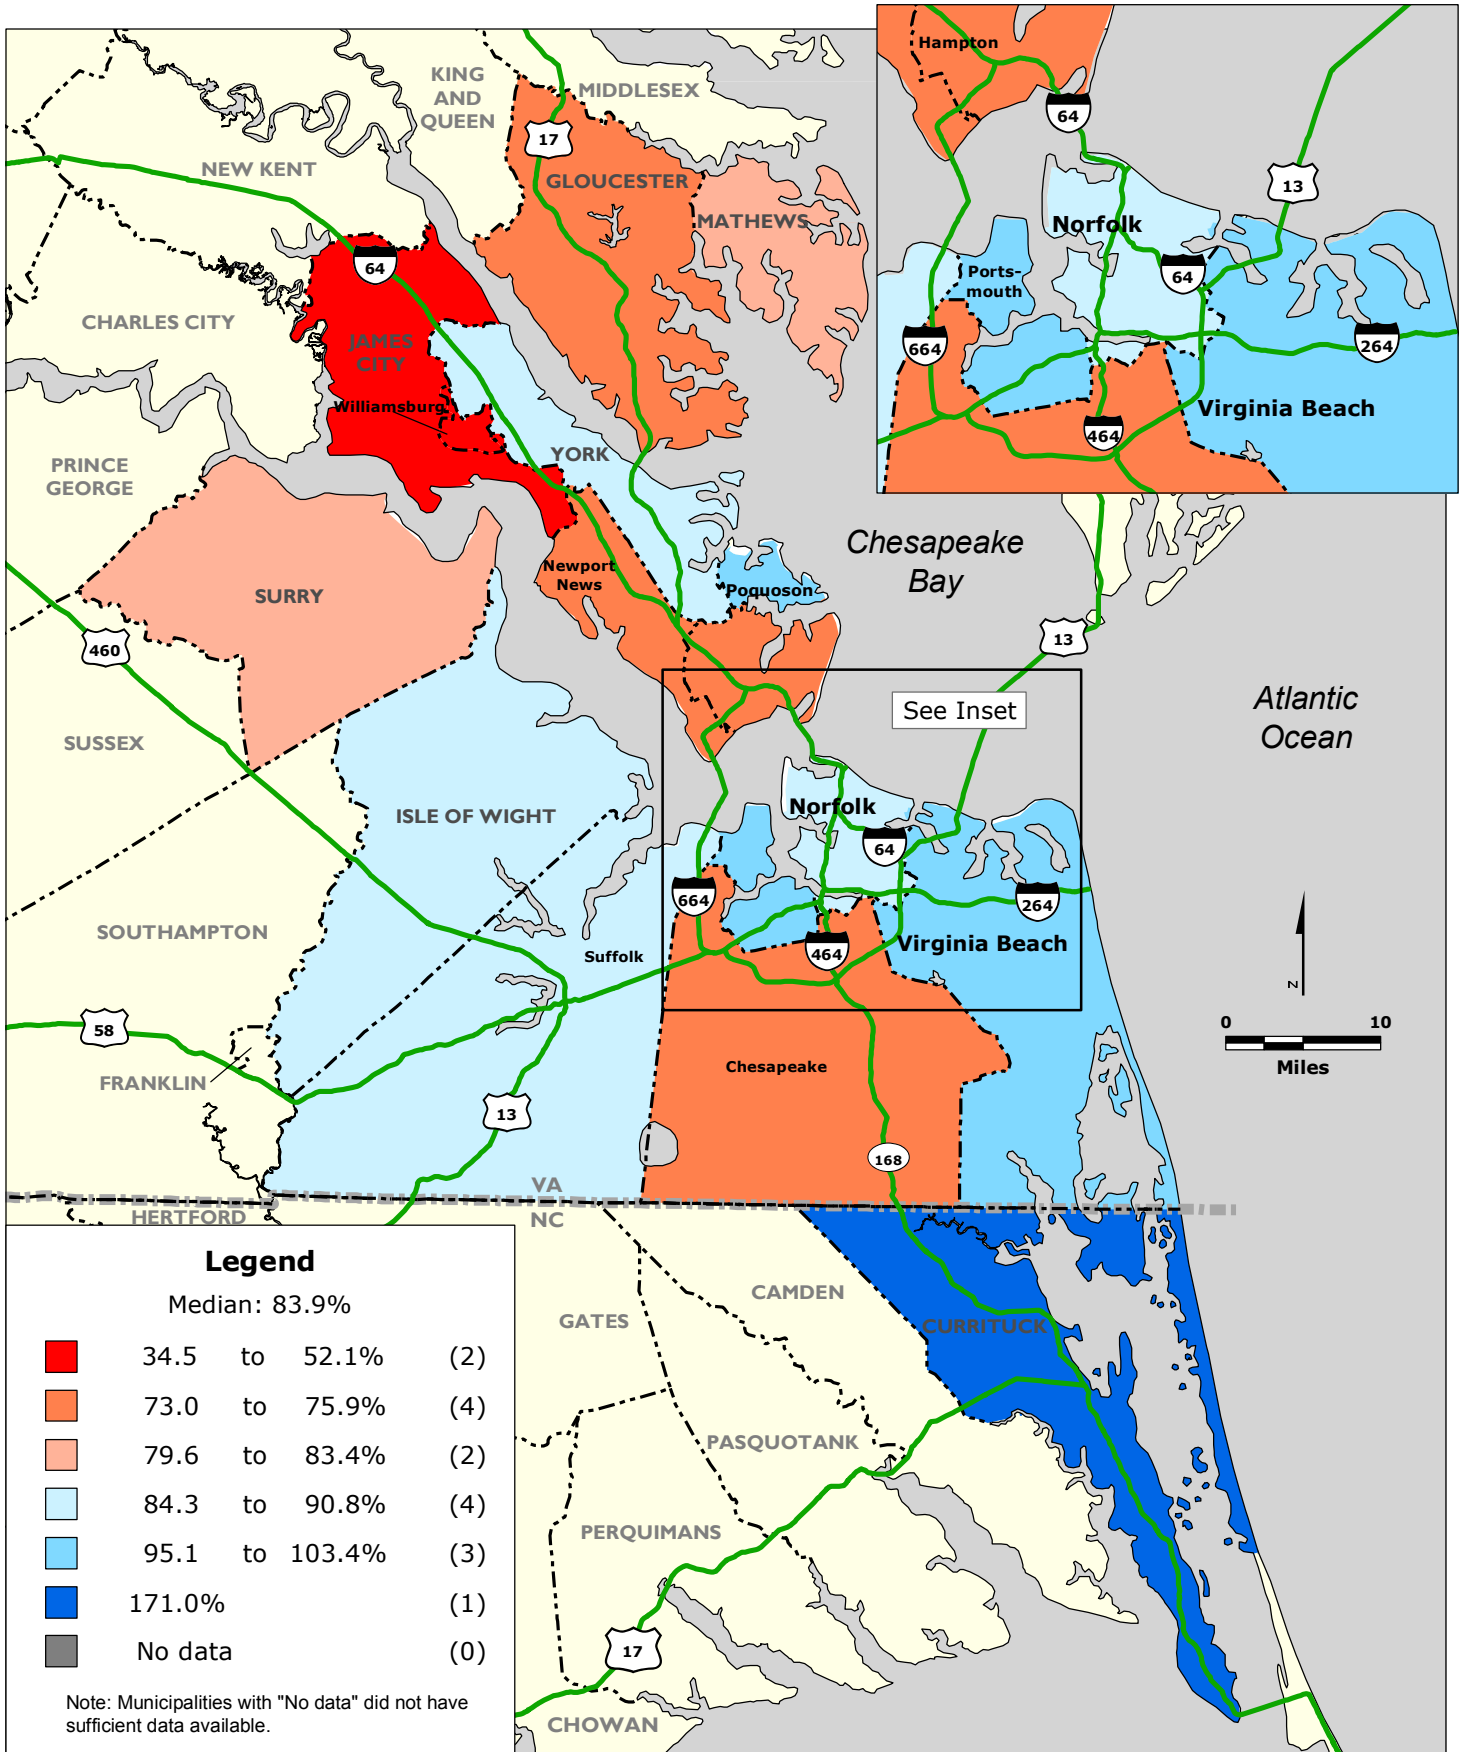 Hampton
64
13
Norfolk
Ports-
mouth
64
664
264
464
Virginia Beach
KING
AND
QUEEN
MIDDLESEX
17
NEW KENT
GLOUCESTER
MATHEWS
64
CHARLES CITY
JAMES
CITY
Williamsburg
YORK
PRINCE
GEORGE
Chesapeake
Bay
Newport
News
Poquoson
SURRY
460
13
See Inset
Atlantic
Ocean
SUSSEX
Norfolk
ISLE OF WIGHT
64
664
264
SOUTHAMPTON
Suffolk
464
Virginia Beach
N
58
0 10
Miles
FRANKLIN
Chesapeake
13
168
VA
NC
HERTFORD
Legend
Median: 83.9%
34.5 to 52.1% (2)
73.0 to 75.9% (4)
79.6 to 83.4% (2)
84.3 to 90.8% (4)
95.1 to 103.4% (3)
171.0% (1)
No data (0)
Note: Municipalities with "No data" did not have
sufficient data available.
CAMDEN
GATES
CURRITUCK
PASQUOTANK
PERQUIMANS
17
CHOWAN